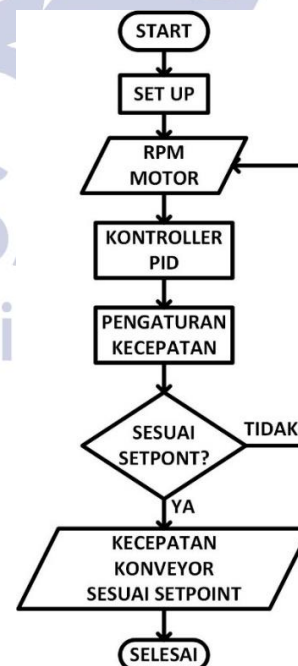 START
SET UP
RPM
MOTOR
KONTROLLER
PID
PENGATURAN
KECEPATAN
SESUAI
SETPONT?
TIDAK
YA
KECEPATAN
KONVEYOR
SESUAI SETPOINT
SELESAI